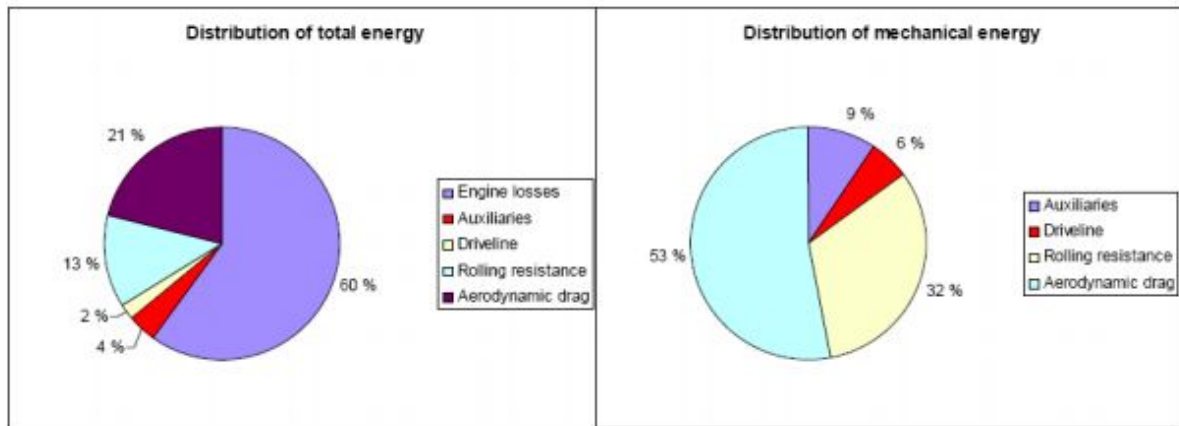 Distribution of total energy
21 %
13 %
2 %
4 %
60 %
Engine losses
Auxiliaries
Driveline
Rolling resistance
Aerodynamic drag
Distribution of mechanical energy
9 %
6 %
53 %
32 %
Auxiliaries
Driveline
Rolling resistance
Aerodynamic drag